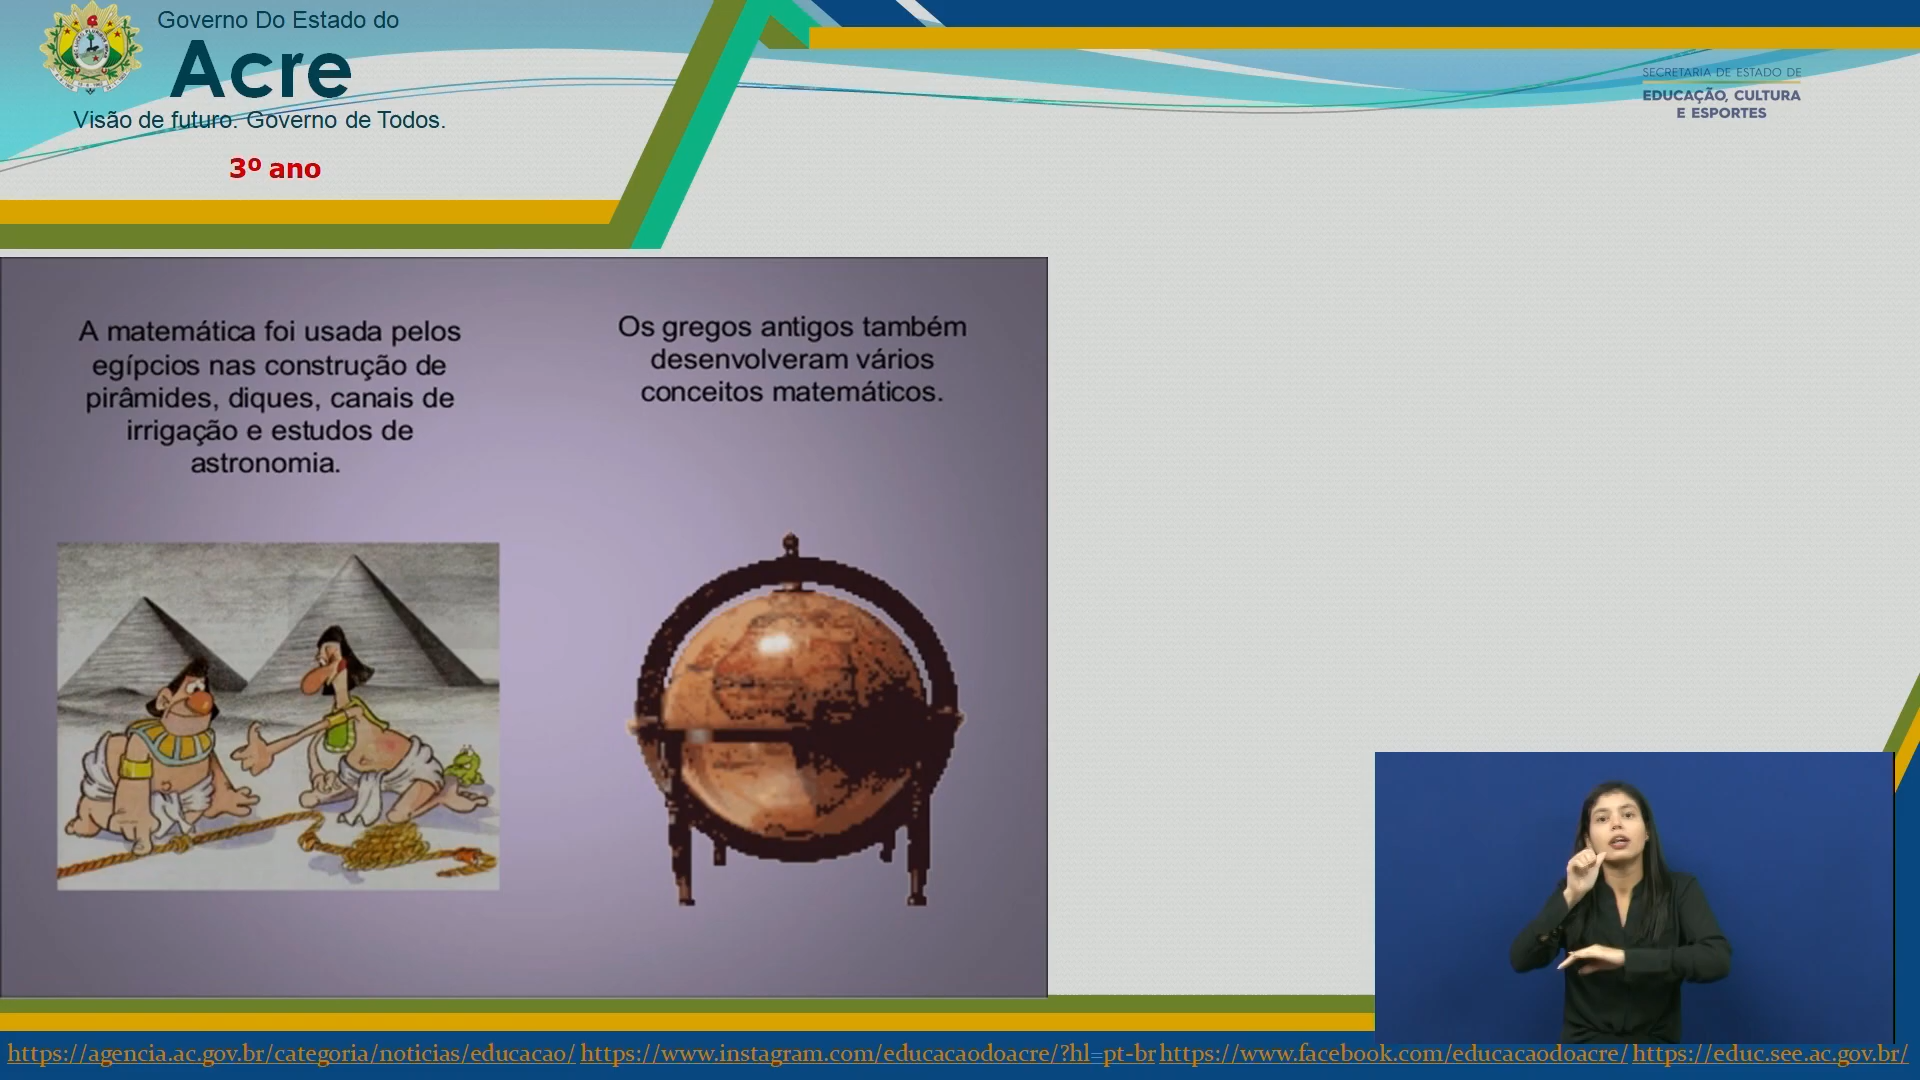 Governo Do Estado do
Acre
Visão de futuro. Governo de Todos.
3º ano
SECRETARIA DE ESTADO DE
EDUCAÇÃO, CULTURA
E ESPORTES
A matemática foi usada pelos
egípcios nas construção de
pirâmides, diques, canais de
irrigação e estudos de
astronomia.
Os gregos antigos também
desenvolveram vários
conceitos matemáticos.
https://agencia.ac.gov.br/categoria/noticias/educacao/ https://www.instagram.com/educacaodoacre/?hl=pt-br https://www.facebook.com/educacaodoacre/ https://educ.see.ac.gov.br/